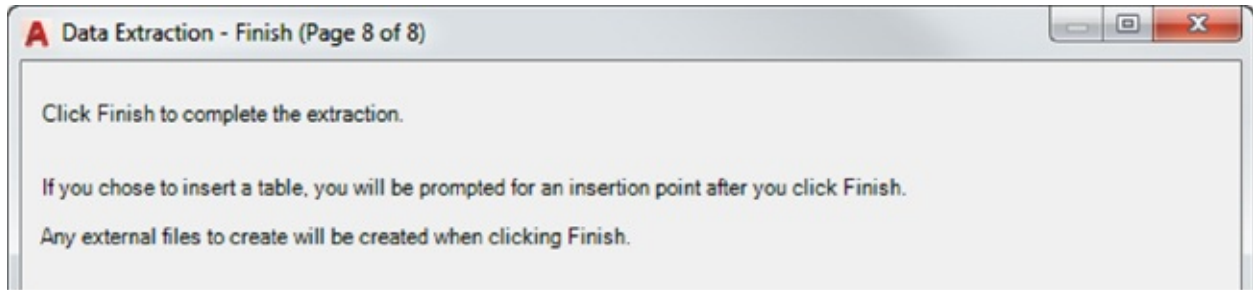 Data Extraction - Finish (Page 8 of 8)
Click Finish to complete the extraction.
If you chose to insert a table, you will be prompted for an insertion point after you click Finish.
Any external files to create will be created when clicking Finish.